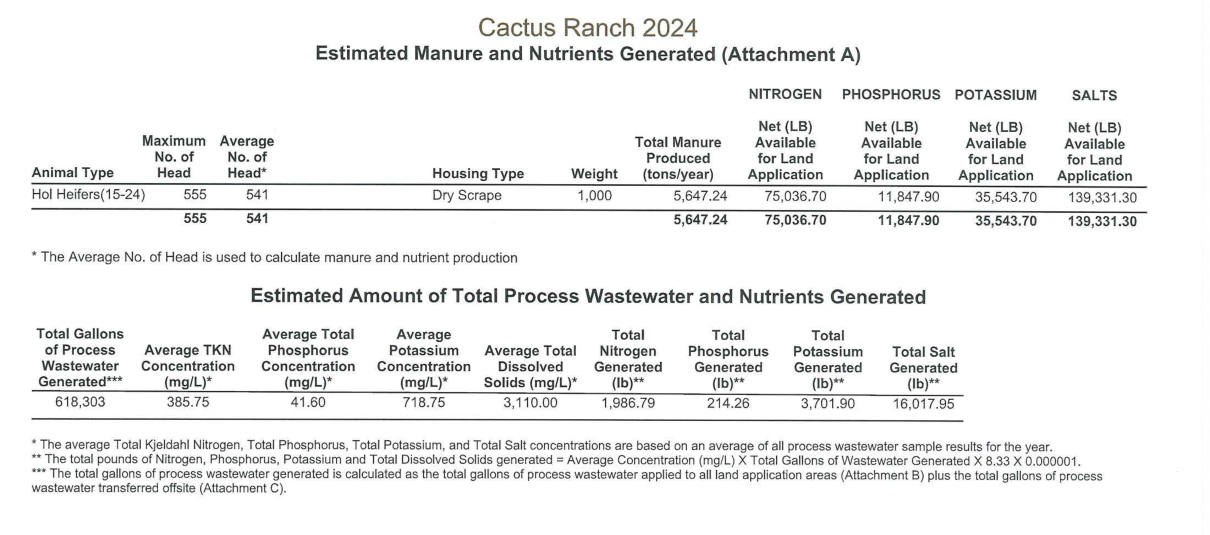 Cactus Ranch 2024
Estimated Manure and Nutrients Generated (Attachment A)
NITROGEN PHOSPHORUS POTASSIUM SALTS
Animal Type Maximum No. of Head Average No. of Head* Housing Type Weight Total Manure Produced (tons/year) Net (LB) Available for Land Application Net (LB) Available for Land Application Net (LB) Available for Land Application Net (LB) Available for Land Application
Hol Heifers(15-24) 555 541 Dry Scrape 1,000 5,647.24 75,036.70 11,847.90 35,543.70 139,331.30
555 541 5,647.24 75,036.70 11,847.90 35,543.70 139,331.30
* The Average No. of Head is used to calculate manure and nutrient production
Estimated Amount of Total Process Wastewater and Nutrients Generated
Total Gallons of Process Wastewater Generated*** Average TKN Concentration (mg/L)* Average Total Phosphorus Concentration (mg/L)* Average Potassium Concentration (mg/L)* Average Total Dissolved Solids (mg/L)* Total Nitrogen Generated (lb)** Total Phosphorus Generated (lb)** Total Potassium Generated (lb)** Total Salt Generated (lb)**
618,303 385.75 41.60 718.75 3,110.00 1,986.79 214.26 3,701.90 16,017.95
* The average Total Kjeldahl Nitrogen, Total Phosphorus, Total Potassium, and Total Salt concentrations are based on an average of all process wastewater sample results for the year.
** The total pounds of Nitrogen, Phosphorus, Potassium and Total Dissolved Solids generated = Average Concentration (mg/L) X Total Gallons of Wastewater Generated X 8.33 X 0.000001.
*** The total gallons of process wastewater generated is calculated as the total gallons of process wastewater applied to all land application areas (Attachment B) plus the total gallons of process
wastewater transferred offsite (Attachment C).